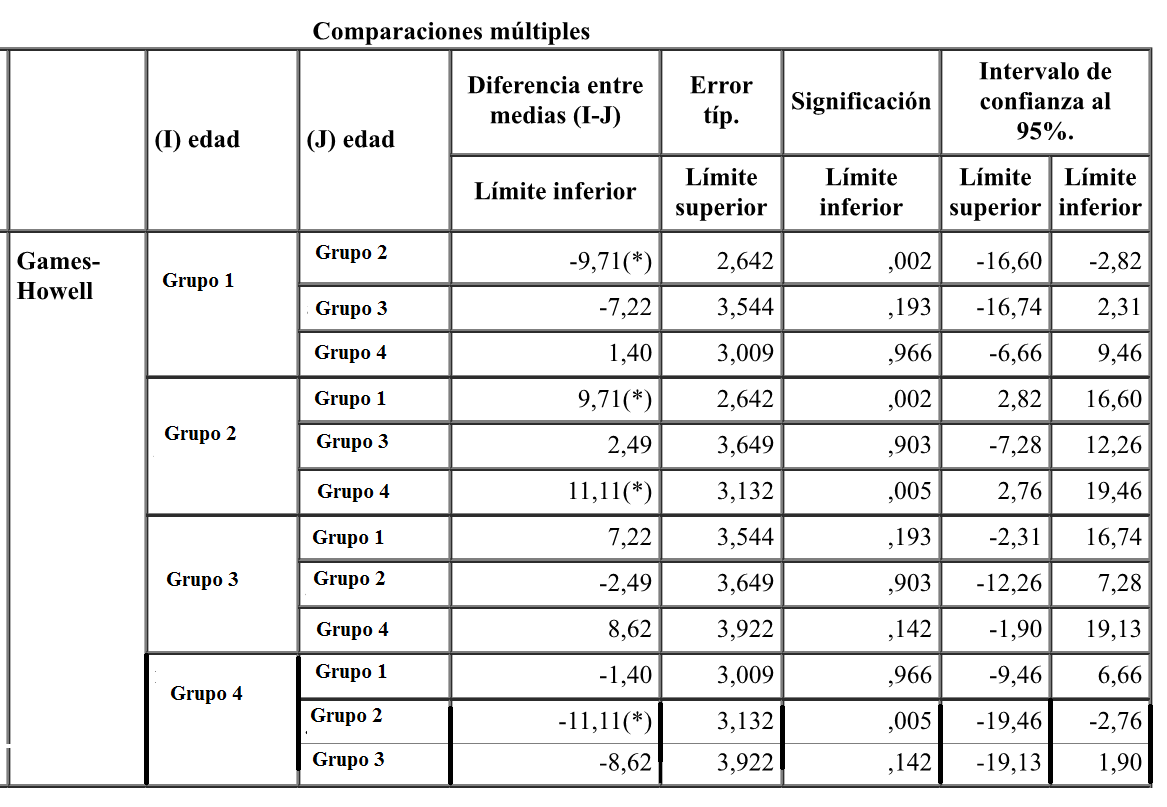 Comparaciones múltiples
(I) edad (J) edad Diferencia entre medias (I-J) Error típ. Significación Intervalo de confianza al 95%.
Límite inferior Límite superior Límite inferior Límite superior Límite inferior
Games-Howell Grupo 1 Grupo 2 -9,71(*) 2,642 ,002 -16,60 -2,82
Grupo 3 -7,22 3,544 ,193 -16,74 2,31
Grupo 4 1,40 3,009 ,966 -6,66 9,46
Grupo 2 Grupo 1 9,71(*) 2,642 ,002 2,82 16,60
Grupo 3 2,49 3,649 ,903 -7,28 12,26
Grupo 4 11,11(*) 3,132 ,005 2,76 19,46
Grupo 3 Grupo 1 7,22 3,544 ,193 -2,31 16,74
Grupo 2 -2,49 3,649 ,903 -12,26 7,28
Grupo 4 8,62 3,922 ,142 -1,90 19,13
Grupo 4 Grupo 1 -1,40 3,009 ,966 -9,46 6,66
Grupo 2 -11,11(*) 3,132 ,005 -19,46 -2,76
Grupo 3 -8,62 3,922 ,142 -19,13 1,90